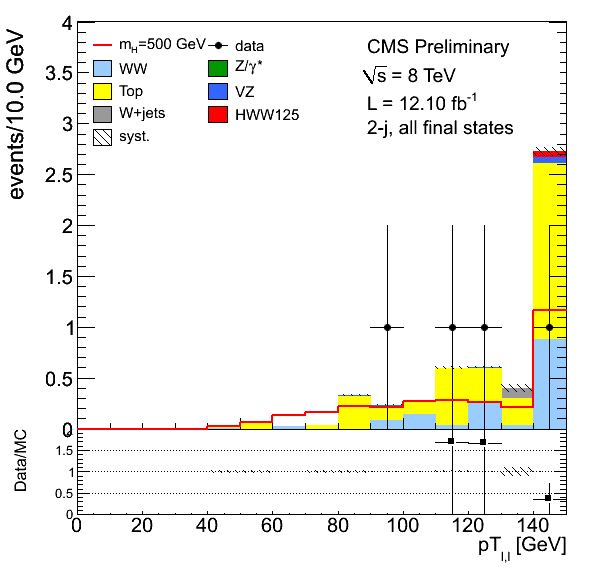 4
3.5
3
2.5
2
1.5
1
0.5
0
events/10.0 GeV
m_H=500 GeV
data
WW
Z/γ*
Top
VZ
W+jets
HWW125
syst.
CMS Preliminary
√s = 8 TeV
L = 12.10 fb⁻¹
2-j, all final states
Data/MC
1.5
1
0.5
0
0 20 40 60 80 100 120 140
pT_l,l [GeV]